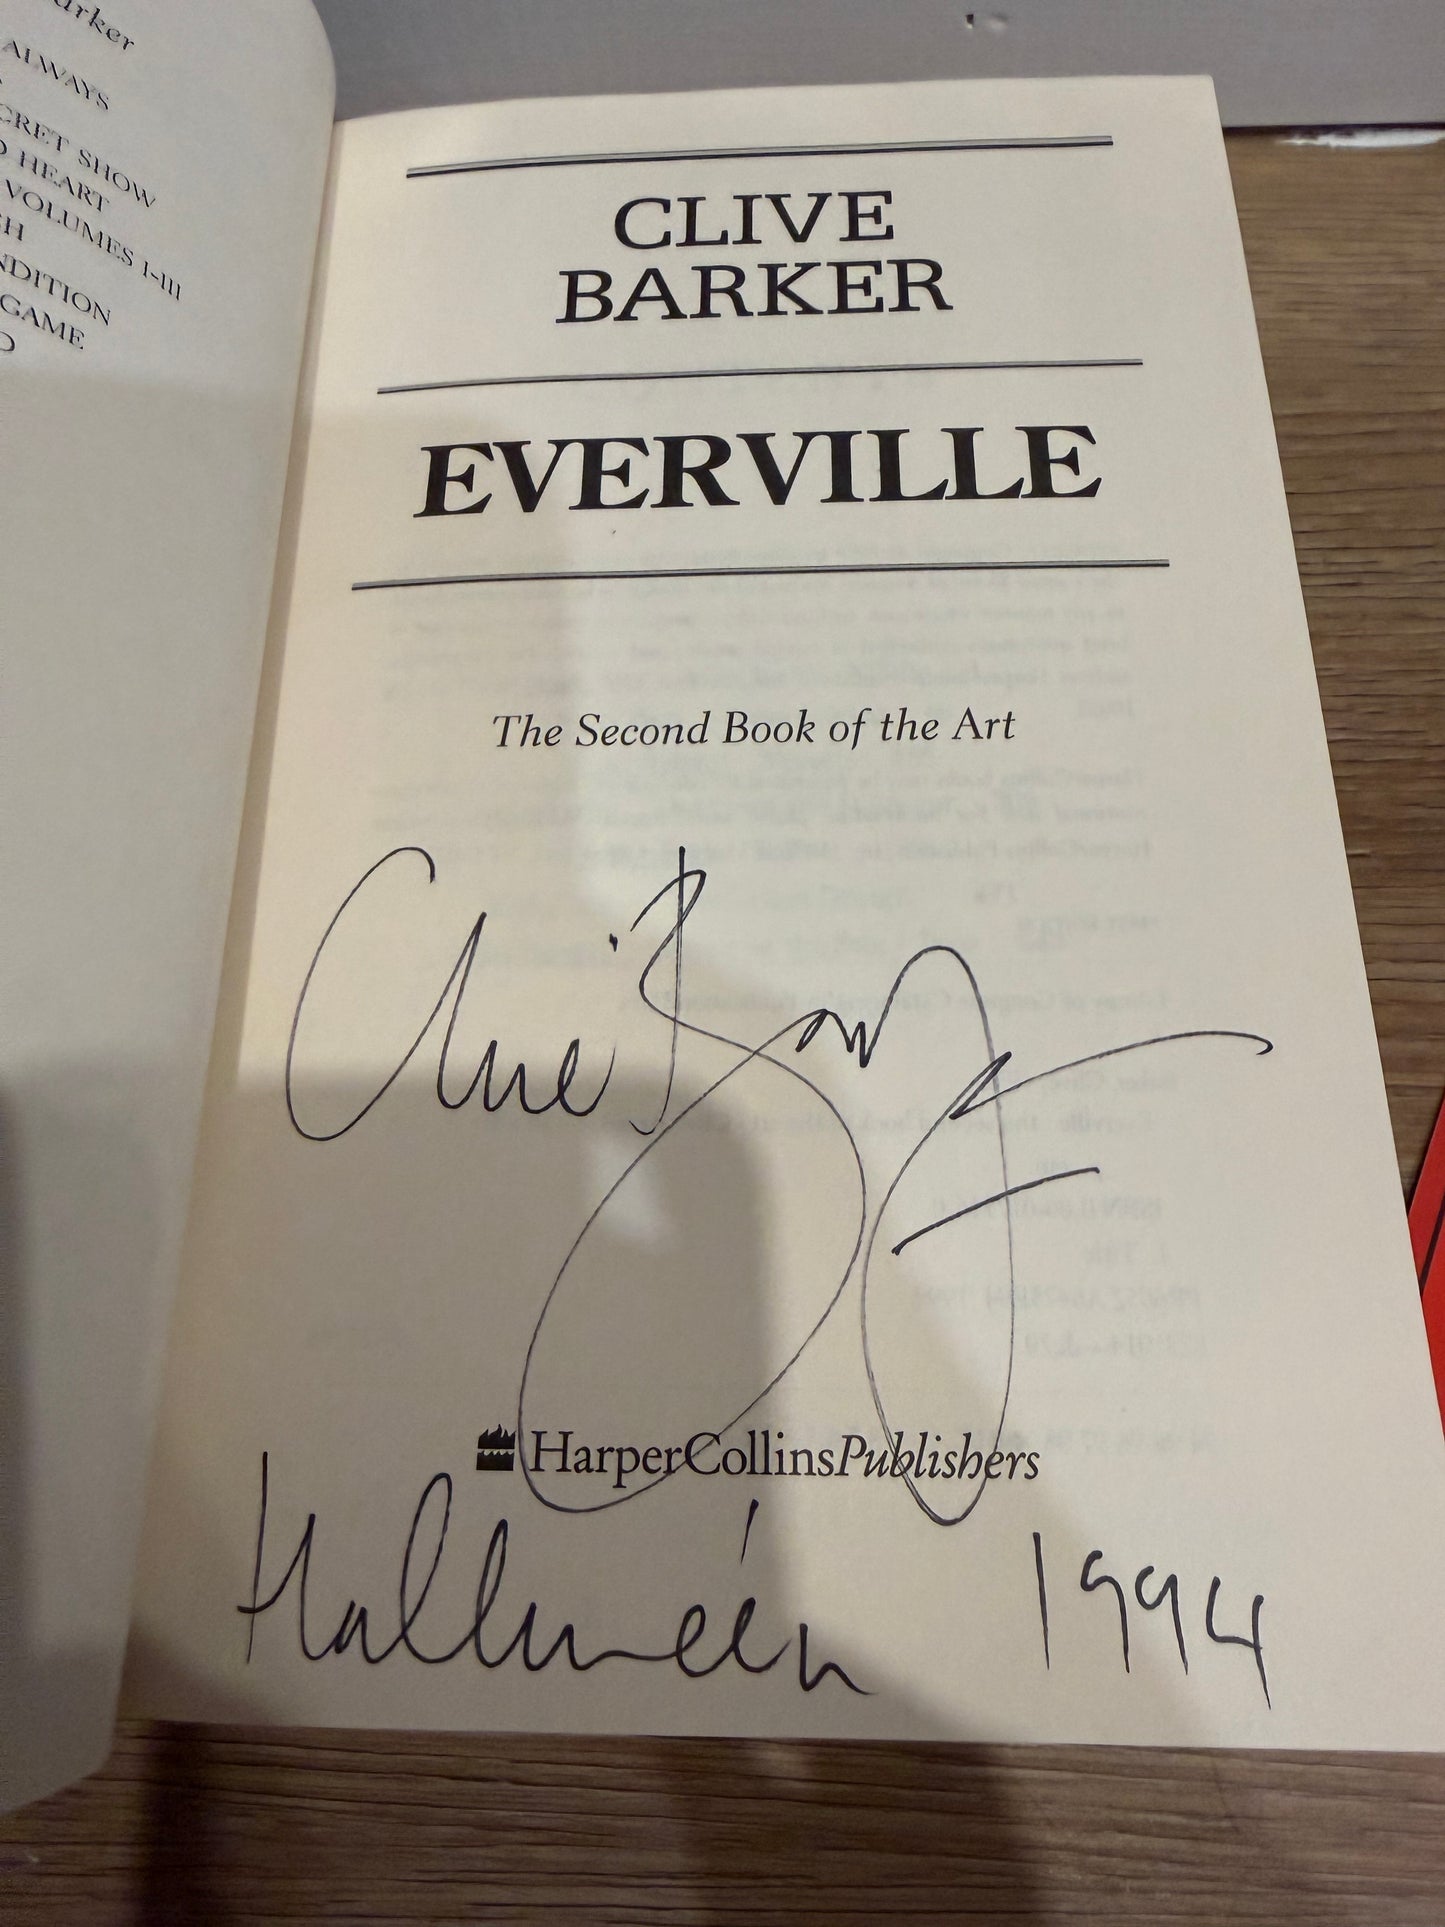 arker
ALWAYS
CRET SHOW
HEART
VOLUMES I-III
GH
NDITION
GAME
CLIVE
BARKER
EVERVILLE
The Second Book of the Art
Clive Barker
HarperCollinsPublishers
Halloween 1994